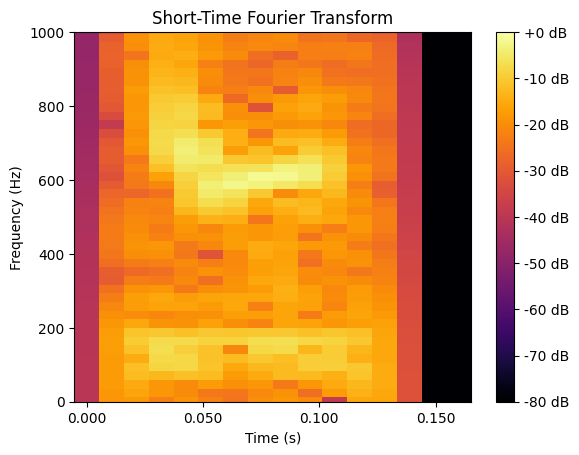 Short-Time Fourier Transform
1000
800
600
400
200
0
Frequency (Hz)
0.000
0.050
0.100
0.150
Time (s)
+0 dB
-10 dB
-20 dB
-30 dB
-40 dB
-50 dB
-60 dB
-70 dB
-80 dB